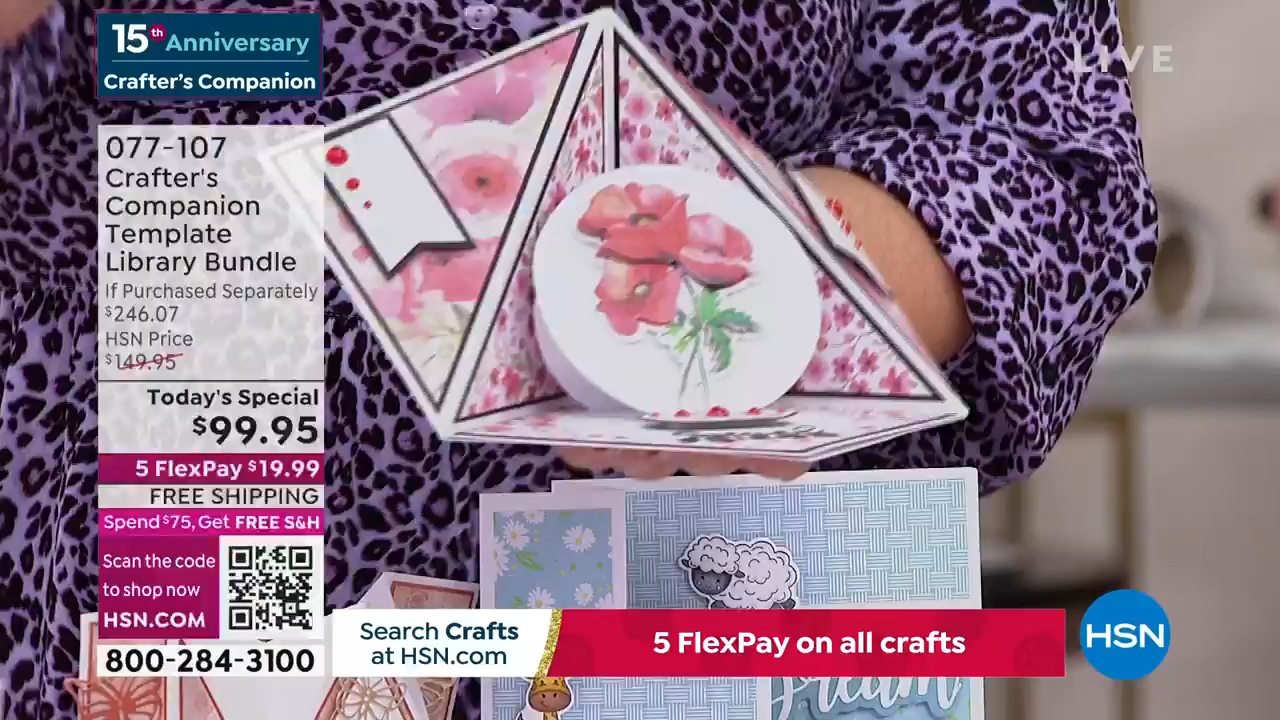 15th Anniversary
Crafter's Companion
LIVE
077-107
Crafter's
Companion
Template
Library Bundle
If Purchased Separately
$246.07
HSN Price
$149.95
Today's Special
$99.95
5 FlexPay $19.99
FREE SHIPPING
Spend $75, Get FREE S&H
Scan the code
to shop now
HSN.COM
800-284-3100
Search Crafts
at HSN.com
5 FlexPay on all crafts
HSN
Dream